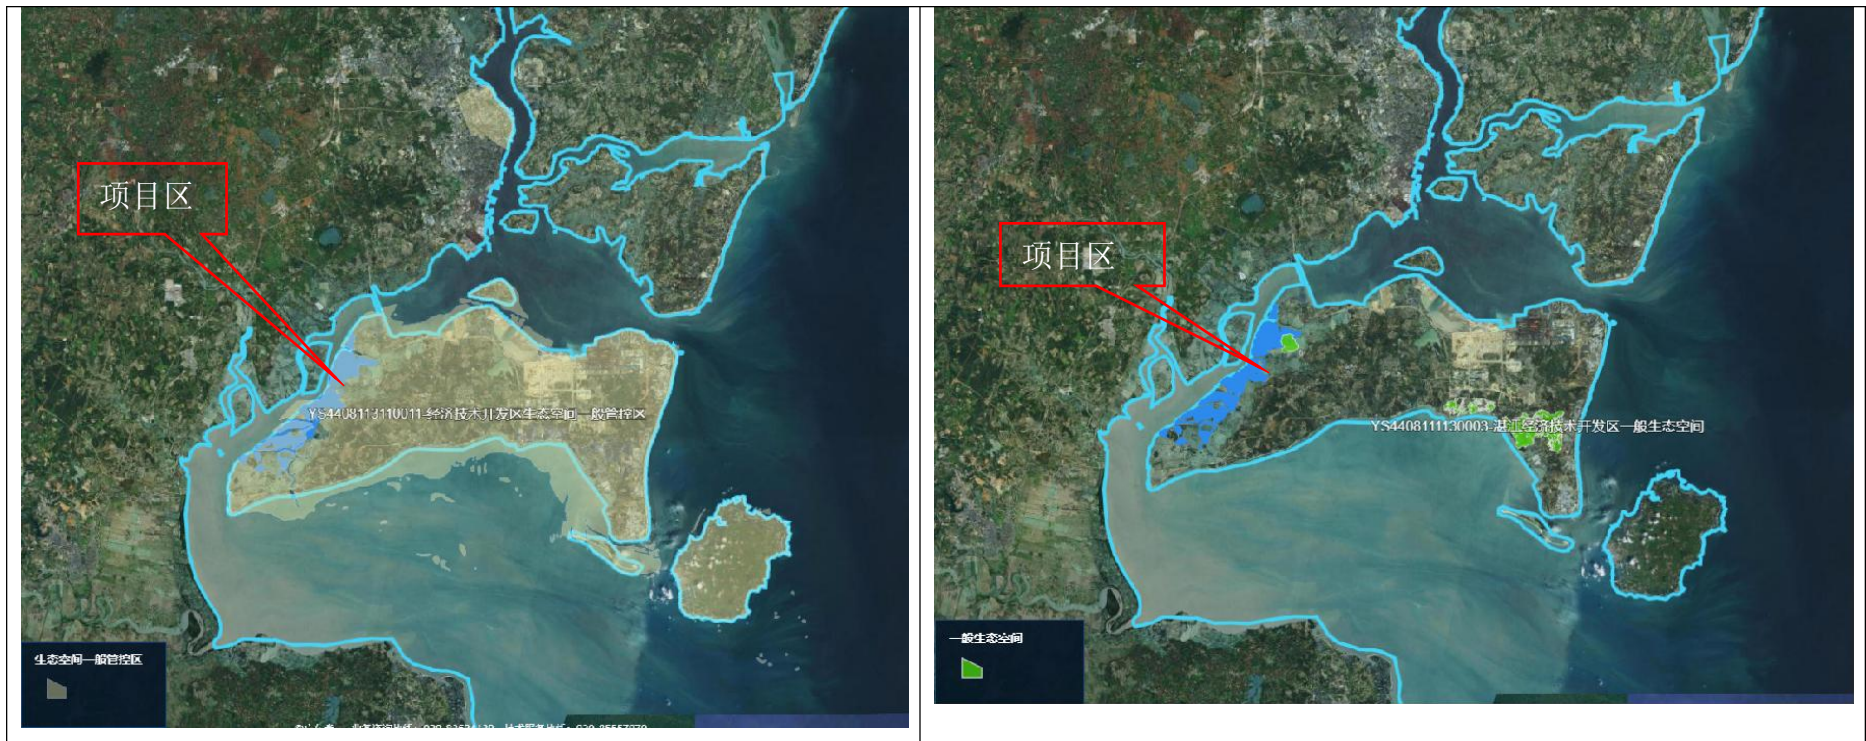 项目区
YS4408113110011-经济技术开发区生态空间一般管控区
生态空间一般管控区
项目区
YS4408111130003-湛江经济技术开发区一般生态空间
一般生态空间